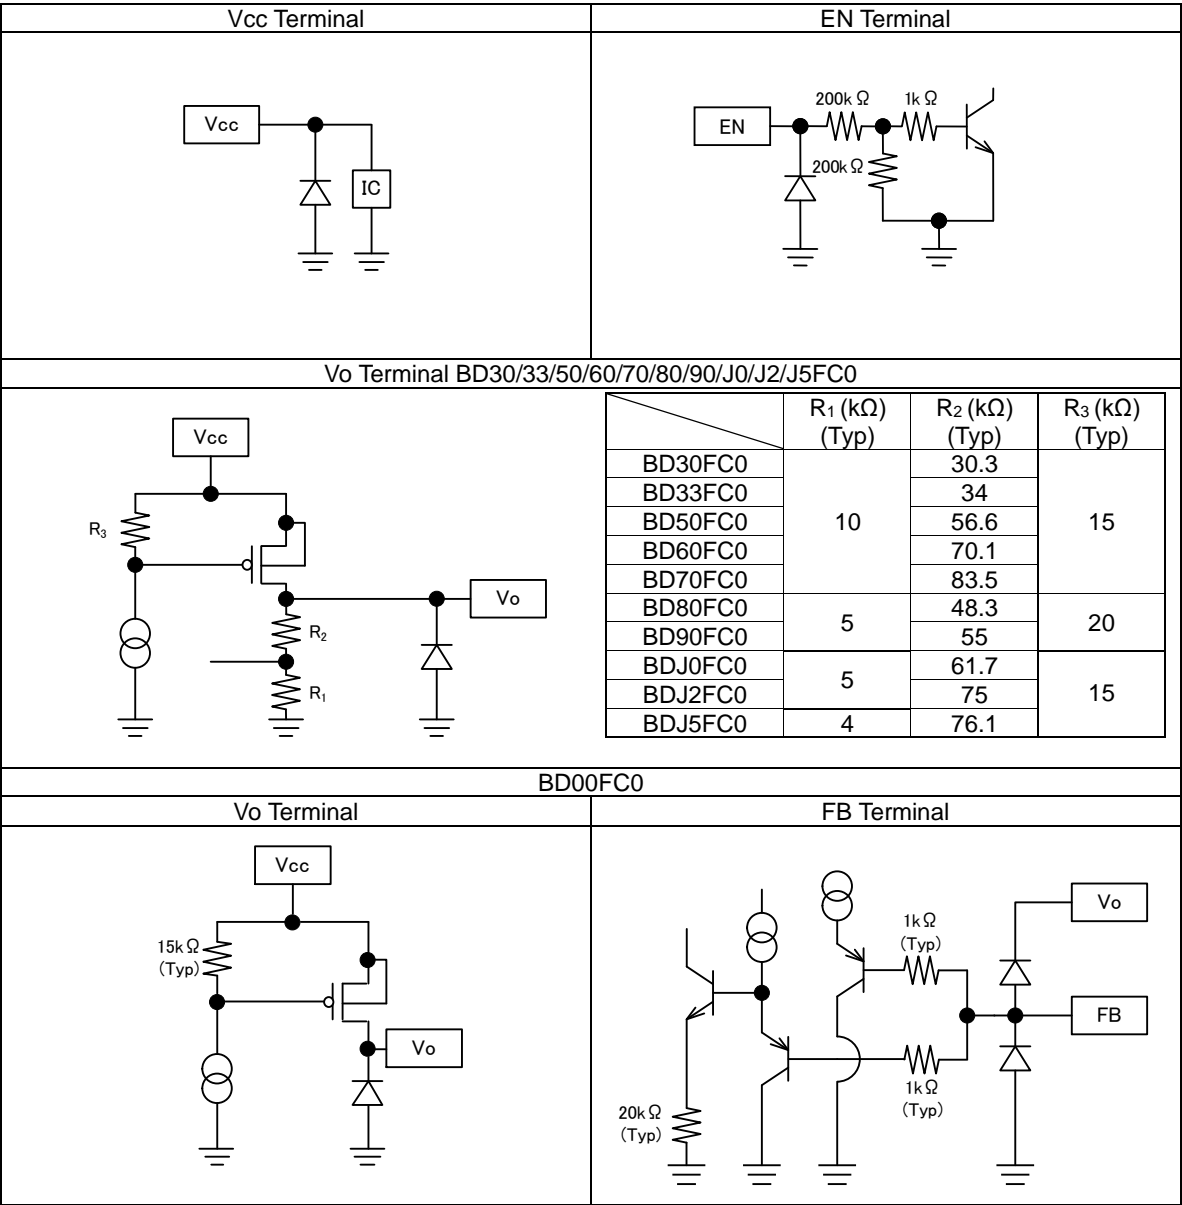 Vcc Terminal
EN Terminal
Vcc
IC
EN
200kΩ
1kΩ
200kΩ
Vo Terminal BD30/33/50/60/70/80/90/J0/J2/J5FC0
Vcc
R3
R2
R1
Vo
R1 (kΩ) (Typ) R2 (kΩ) (Typ) R3 (kΩ) (Typ)
BD30FC0 10 30.3 15
BD33FC0 34
BD50FC0 56.6
BD60FC0 70.1
BD70FC0 83.5
BD80FC0 5 48.3 20
BD90FC0 55
BDJ0FC0 5 61.7 15
BDJ2FC0 75
BDJ5FC0 4 76.1
BD00FC0
Vo Terminal
FB Terminal
Vcc
15kΩ
(Typ)
Vo
1kΩ
(Typ)
Vo
FB
1kΩ
(Typ)
20kΩ
(Typ)